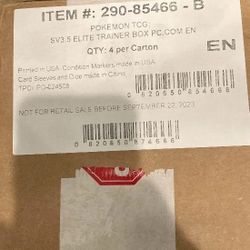 ITEM #: 290-85466 - B
POKEMON TCG:
SV3.5 ELITE TRAINER BOX PC.COM EN
QTY: 4 per Carton
EN
Printed in USA. Condition Markers made in USA.
Card Sleeves and Dice made in China.
NOT FOR RETAIL SALE BEFORE SEPTEMBER 22, 2023